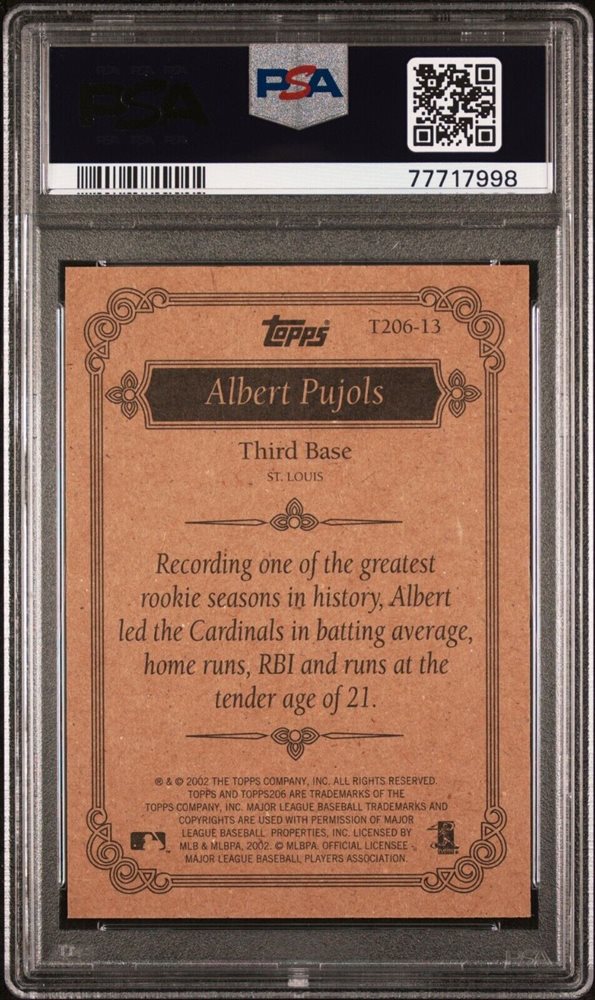 PSA
PSA
77717998
TOPPS® T206-13
Albert Pujols
Third Base
ST. LOUIS
Recording one of the greatest
rookie seasons in history, Albert
led the Cardinals in batting average,
home runs, RBI and runs at the
tender age of 21.
® & © 2002 THE TOPPS COMPANY, INC. ALL RIGHTS RESERVED.
TOPPS AND TOPPS206 ARE TRADEMARKS OF THE
TOPPS COMPANY, INC. MAJOR LEAGUE BASEBALL TRADEMARKS AND
COPYRIGHTS ARE USED WITH PERMISSION OF MAJOR
LEAGUE BASEBALL PROPERTIES, INC. LICENSED BY
MLB & MLBPA, 2002. © MLBPA. OFFICIAL LICENSEE -
MAJOR LEAGUE BASEBALL PLAYERS ASSOCIATION.
PSA